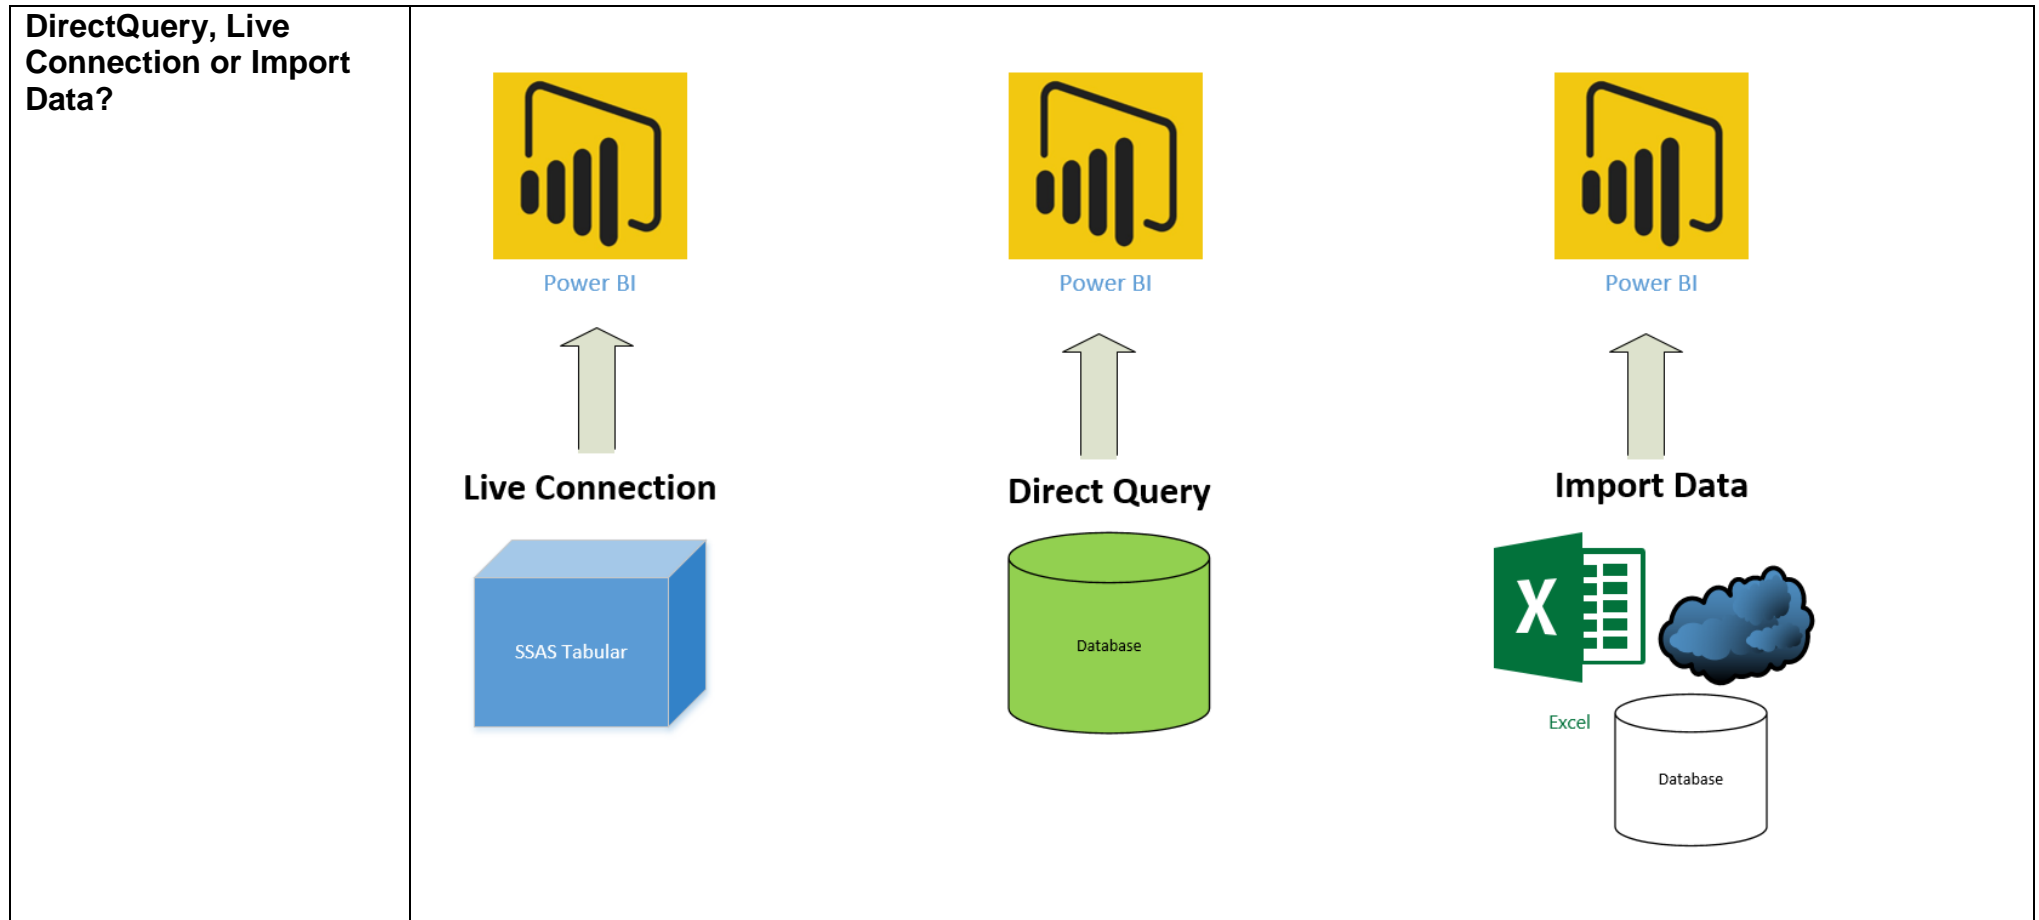 DirectQuery, Live
Connection or Import
Data?
Power BI
Power BI
Power BI
Live Connection
Direct Query
Import Data
SSAS Tabular
Database
X
Excel
Database